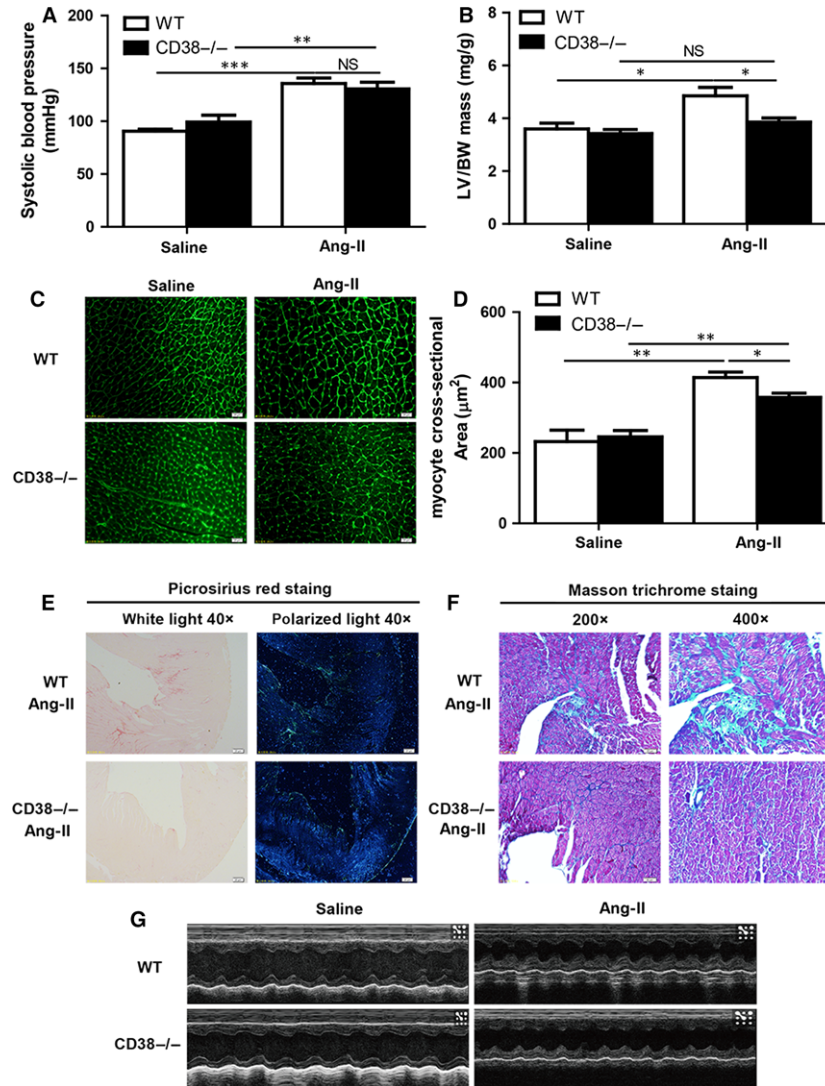 A
WT
CD38–/–
**
***
NS
Systolic blood pressure
(mmHg)
200
150
100
50
0
Saline
Ang-II
B
NS
*
*
LV/BW mass (mg/g)
8
6
4
2
0
Saline
Ang-II
C
Saline
Ang-II
WT
CD38–/–
D
WT
CD38–/–
**
**
*
myocyte cross-sectional
Area (μm²)
600
400
200
0
Saline
Ang-II
E
Picrosirius red staing
White light 40×
Polarized light 40×
WT
Ang-II
CD38–/–
Ang-II
F
Masson trichrome staing
200×
400×
WT
Ang-II
CD38–/–
Ang-II
G
Saline
Ang-II
WT
CD38–/–